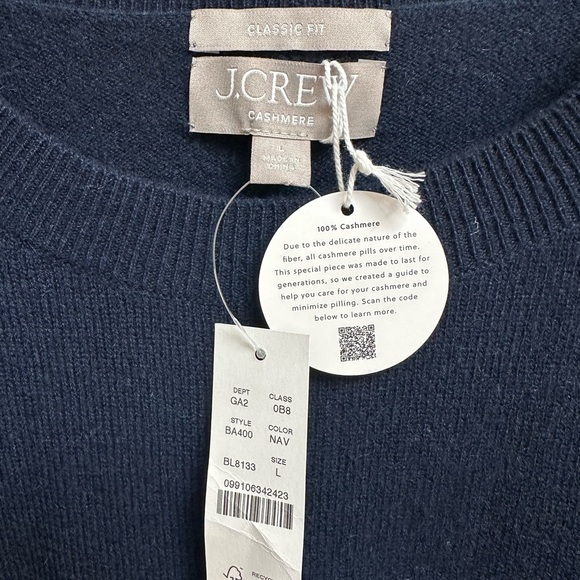 CLASSIC FIT
J.CREW
CASHMERE
L
MADE IN
CHINA
100% Cashmere
Due to the delicate nature of the
fiber, all cashmere pills over time.
This special piece was made to last for
generations, so we created a guide to
help you care for your cashmere and
minimize pilling. Scan the code
below to learn more.
DEPT CLASS
GA2 0B8
STYLE COLOR
BA400 NAV
BL8133 SIZE
L
099106342423